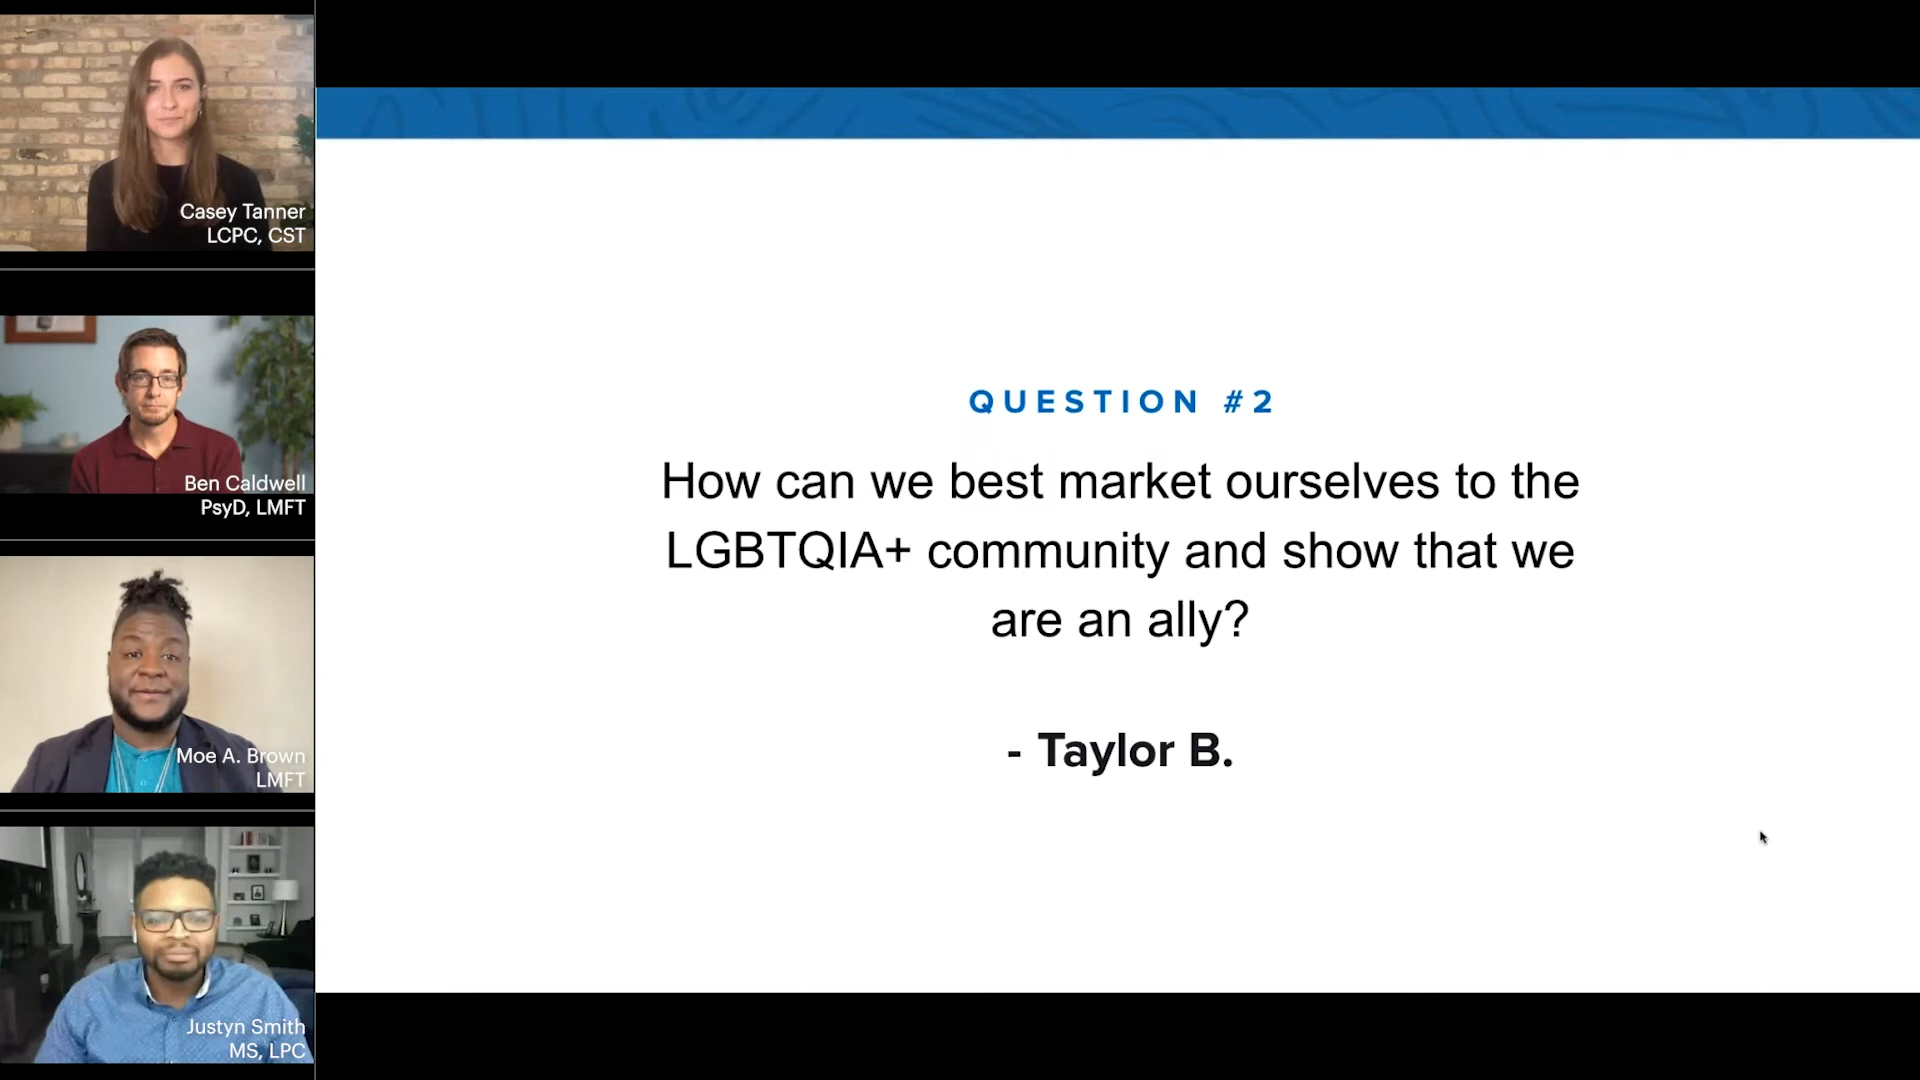 Casey Tanner
LCPC, CST
Ben Caldwell
PsyD, LMFT
Moe A. Brown
LMFT
Justyn Smith
MS, LPC
QUESTION #2
How can we best market ourselves to the
LGBTQIA+ community and show that we
are an ally?
- Taylor B.